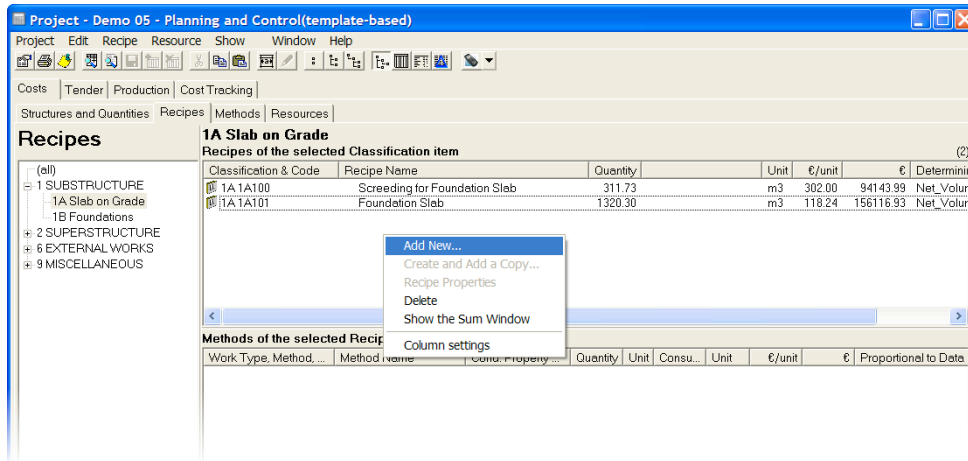 Project - Demo 05 - Planning and Control(template-based)
Project Edit Recipe Resource Show Window Help
Costs Tender Production Cost Tracking
Structures and Quantities Recipes Methods Resources
Recipes
1A Slab on Grade
Recipes of the selected Classification item (2)
Classification & Code Recipe Name Quantity Unit €/unit € Determinin
1A 1A100 Screeding for Foundation Slab 311.73 m3 302.00 94143.99 Net_Volur
1A 1A101 Foundation Slab 1320.30 m3 118.24 156116.93 Net_Volur
(all)
1 SUBSTRUCTURE
1A Slab on Grade
1B Foundations
2 SUPERSTRUCTURE
6 EXTERNAL WORKS
9 MISCELLANEOUS
Add New...
Create and Add a Copy...
Recipe Properties
Delete
Show the Sum Window
Column settings
Methods of the selected Recip
Work Type, Method, ... Method Name Cond. Property ... Quantity Unit Consu... Unit €/unit € Proportional to Data